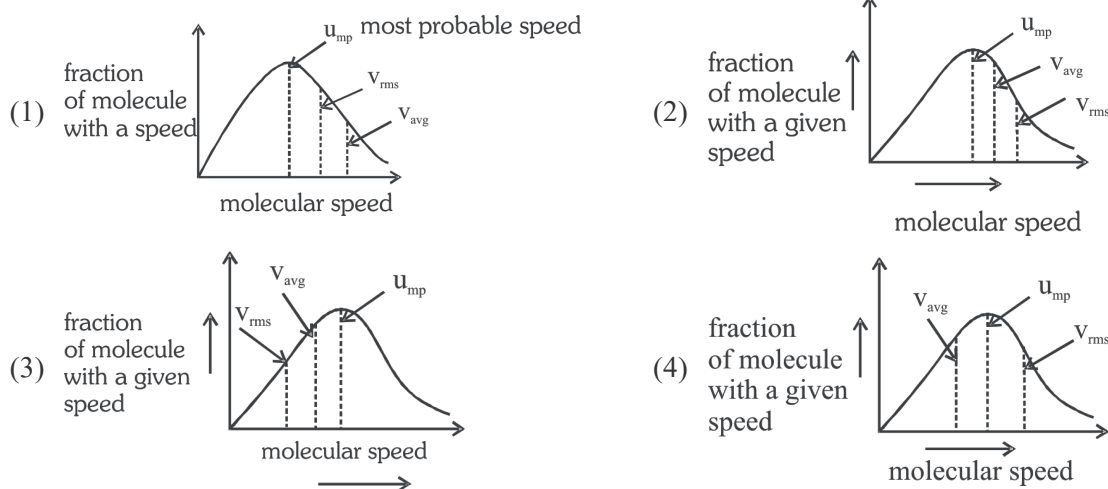 (1)
fraction
of molecule
with a speed
u_mp most probable speed
v_rms
v_avg
molecular speed
(2)
fraction
of molecule
with a given
speed
u_mp
v_avg
v_rms
molecular speed
(3)
fraction
of molecule
with a given
speed
v_rms
v_avg
u_mp
molecular speed
(4)
fraction
of molecule
with a given
speed
v_avg
u_mp
v_rms
molecular speed